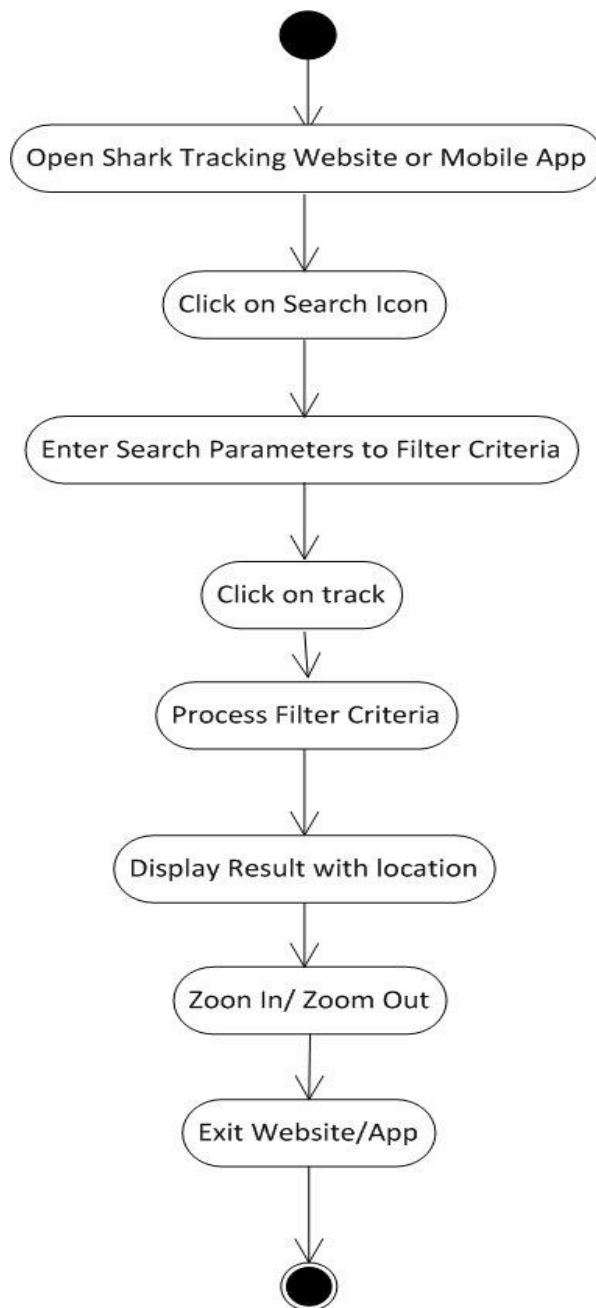 Open Shark Tracking Website or Mobile App
Click on Search Icon
Enter Search Parameters to Filter Criteria
Click on track
Process Filter Criteria
Display Result with location
Zoon In/ Zoom Out
Exit Website/App